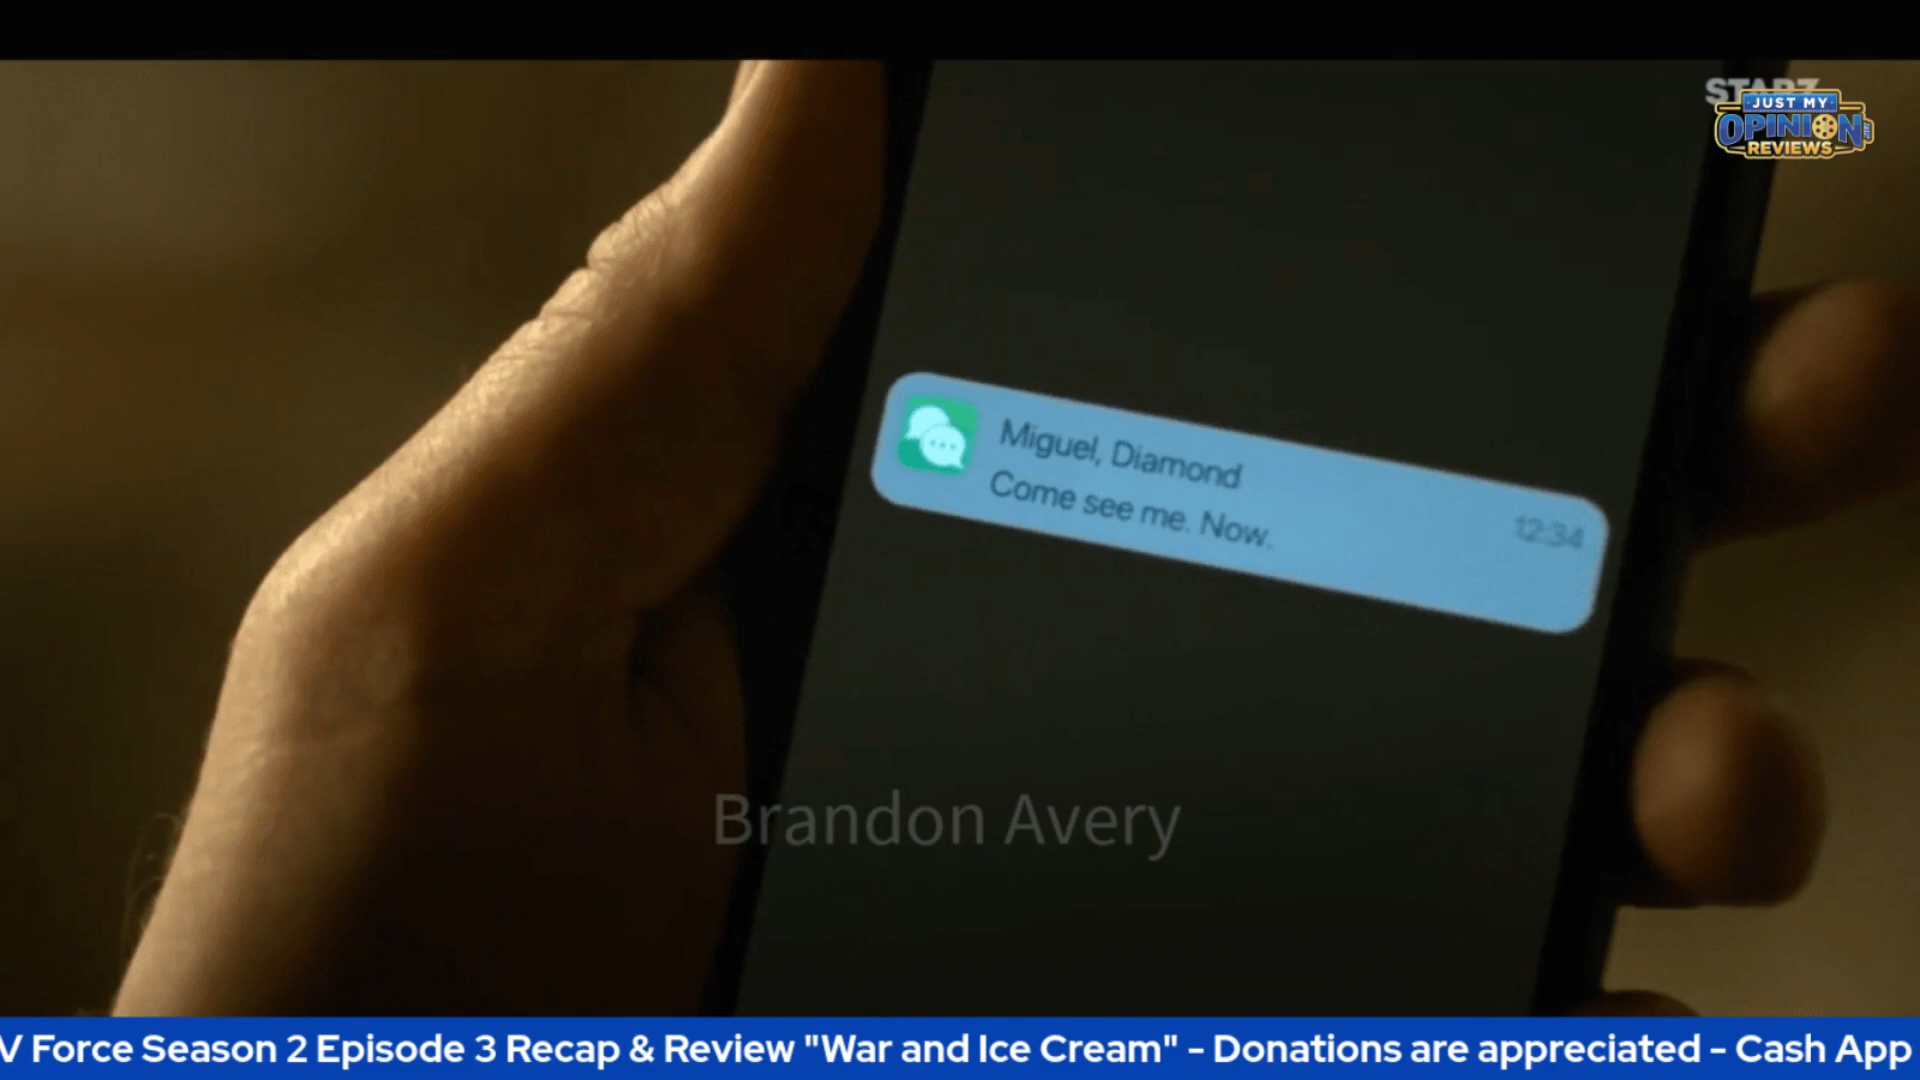 STARZ
JUST MY
OPINION
REVIEWS
Miguel, Diamond
Come see me. Now.
12:34
Brandon Avery
V Force Season 2 Episode 3 Recap & Review "War and Ice Cream" - Donations are appreciated - Cash App